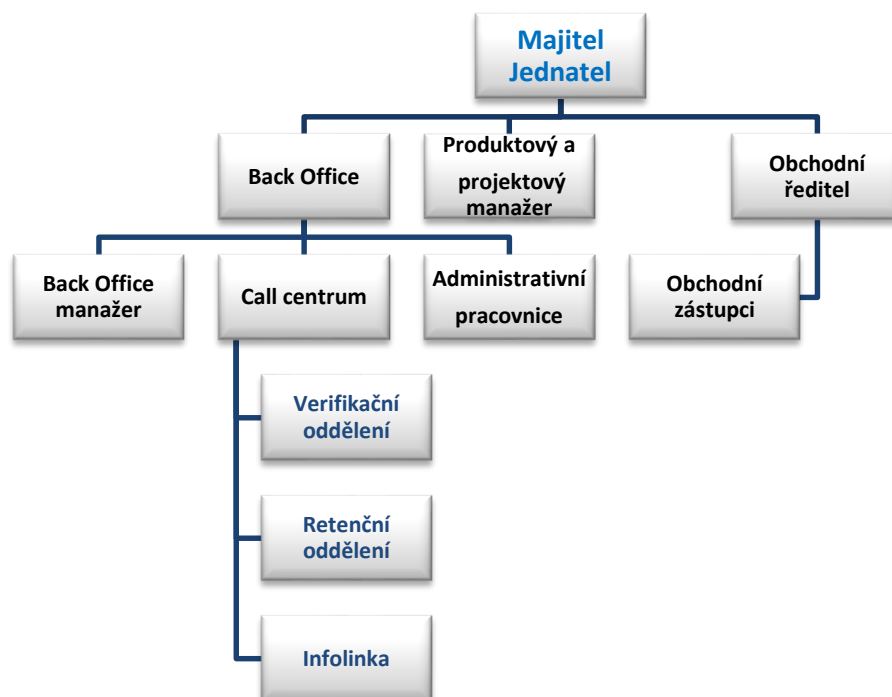 Majitel
Jednatel
Back Office
Produktový a
projektový
manažer
Obchodní
ředitel
Back Office
manažer
Call centrum
Administrativní
pracovnice
Obchodní
zástupci
Verifikační
oddělení
Retenční
oddělení
Infolinka